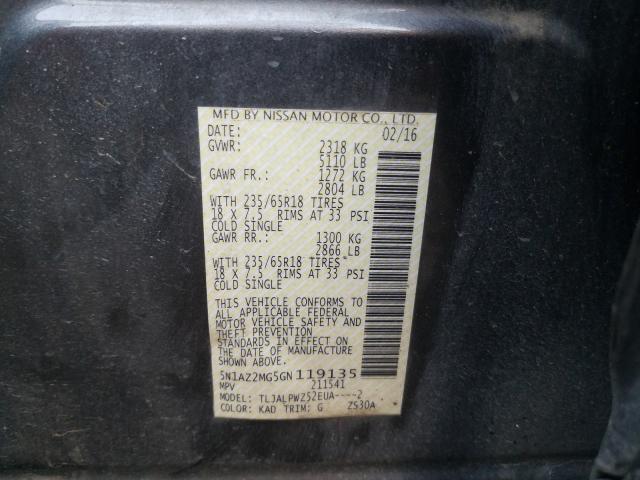 MFD BY NISSAN MOTOR CO., LTD.
DATE: 02/16
GVWR: 2318 KG
5110 LB
GAWR FR.: 1272 KG
2804 LB
WITH 235/65R18 TIRES
18 X 7.5 RIMS AT 33 PSI
COLD SINGLE
GAWR RR.: 1300 KG
2866 LB
WITH 235/65R18 TIRES
18 X 7.5 RIMS AT 33 PSI
COLD SINGLE
THIS VEHICLE CONFORMS TO
ALL APPLICABLE FEDERAL
MOTOR VEHICLE SAFETY AND
THEFT PREVENTION
STANDARDS IN EFFECT ON
THE DATE OF MANUFACTURE
SHOWN ABOVE.
5N1AZ2MG5GN119135
MPV 211541
MODEL: TLJALPWZ52EUA----2
COLOR: KAD TRIM: G ZS30A